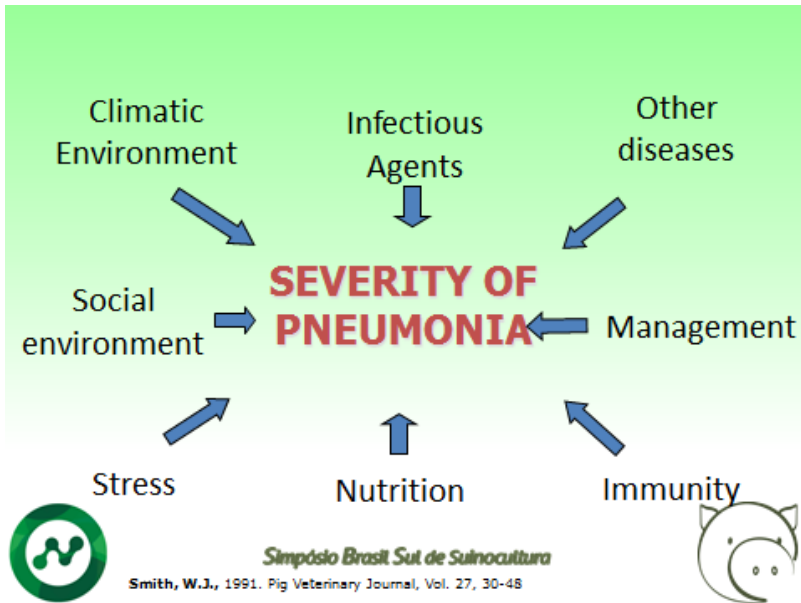 Climatic
Environment
Infectious
Agents
Other
diseases
SEVERITY OF
PNEUMONIA
Social
environment
Management
Stress
Nutrition
Immunity
Simpósio Brasil Sul de Suinocultura
Smith, W.J., 1991. Pig Veterinary Journal, Vol. 27, 30-48